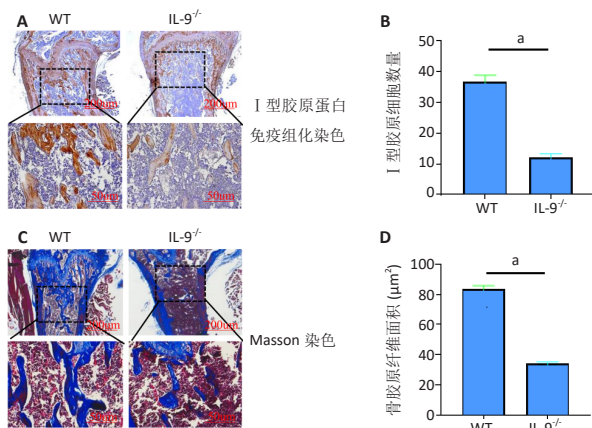 A
WT
IL-9-/-
200μm
200μm
50μm
50μm
Ⅰ型胶原蛋白
免疫组化染色
B
a
Ⅰ型胶原细胞数量
50
40
30
20
10
0
WT
IL-9-/-
C
WT
IL-9-/-
100μm
Masson 染色
D
a
骨胶原纤维面积 (μm²)
100
80
60
40
20
0
WT
IL-9-/-